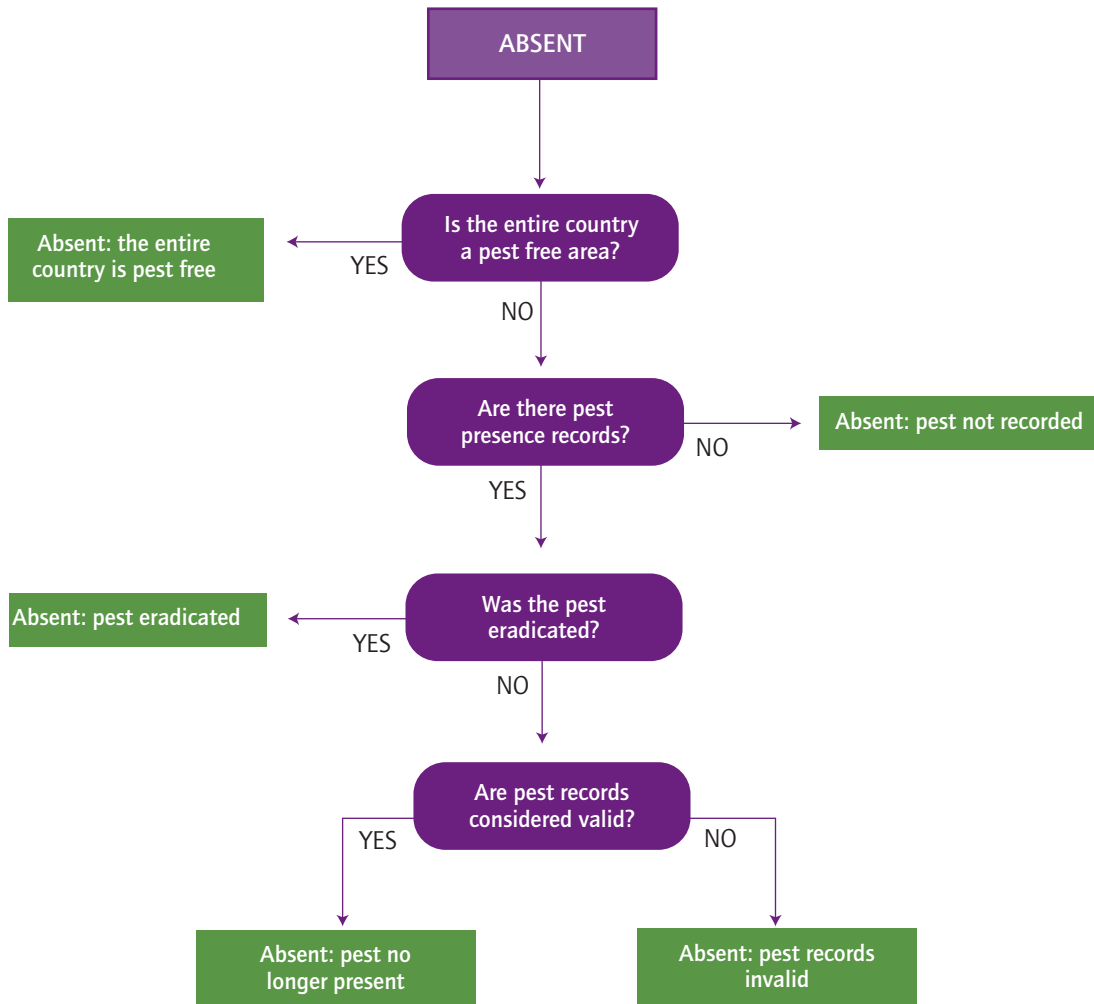 ABSENT
Is the entire country
a pest free area?
YES
Absent: the entire
country is pest free
NO
Are there pest
presence records?
NO
Absent: pest not recorded
YES
Was the pest
eradicated?
YES
Absent: pest eradicated
NO
Are pest records
considered valid?
YES
NO
Absent: pest no
longer present
Absent: pest records
invalid